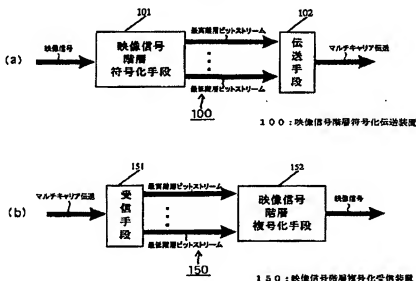 (a)
映像信号
101
映像信号
階層
符号化手段
最高階層ビットストリーム
最低階層ビットストリーム
100
102
伝送手段
マルチキャリア伝送
100:映像信号階層符号化伝送装置
(b)
マルチキャリア伝送
151
受信手段
最高階層ビットストリーム
最低階層ビットストリーム
150
152
映像信号
階層
複号化手段
映像信号
150:映像信号階層複号化受信装置